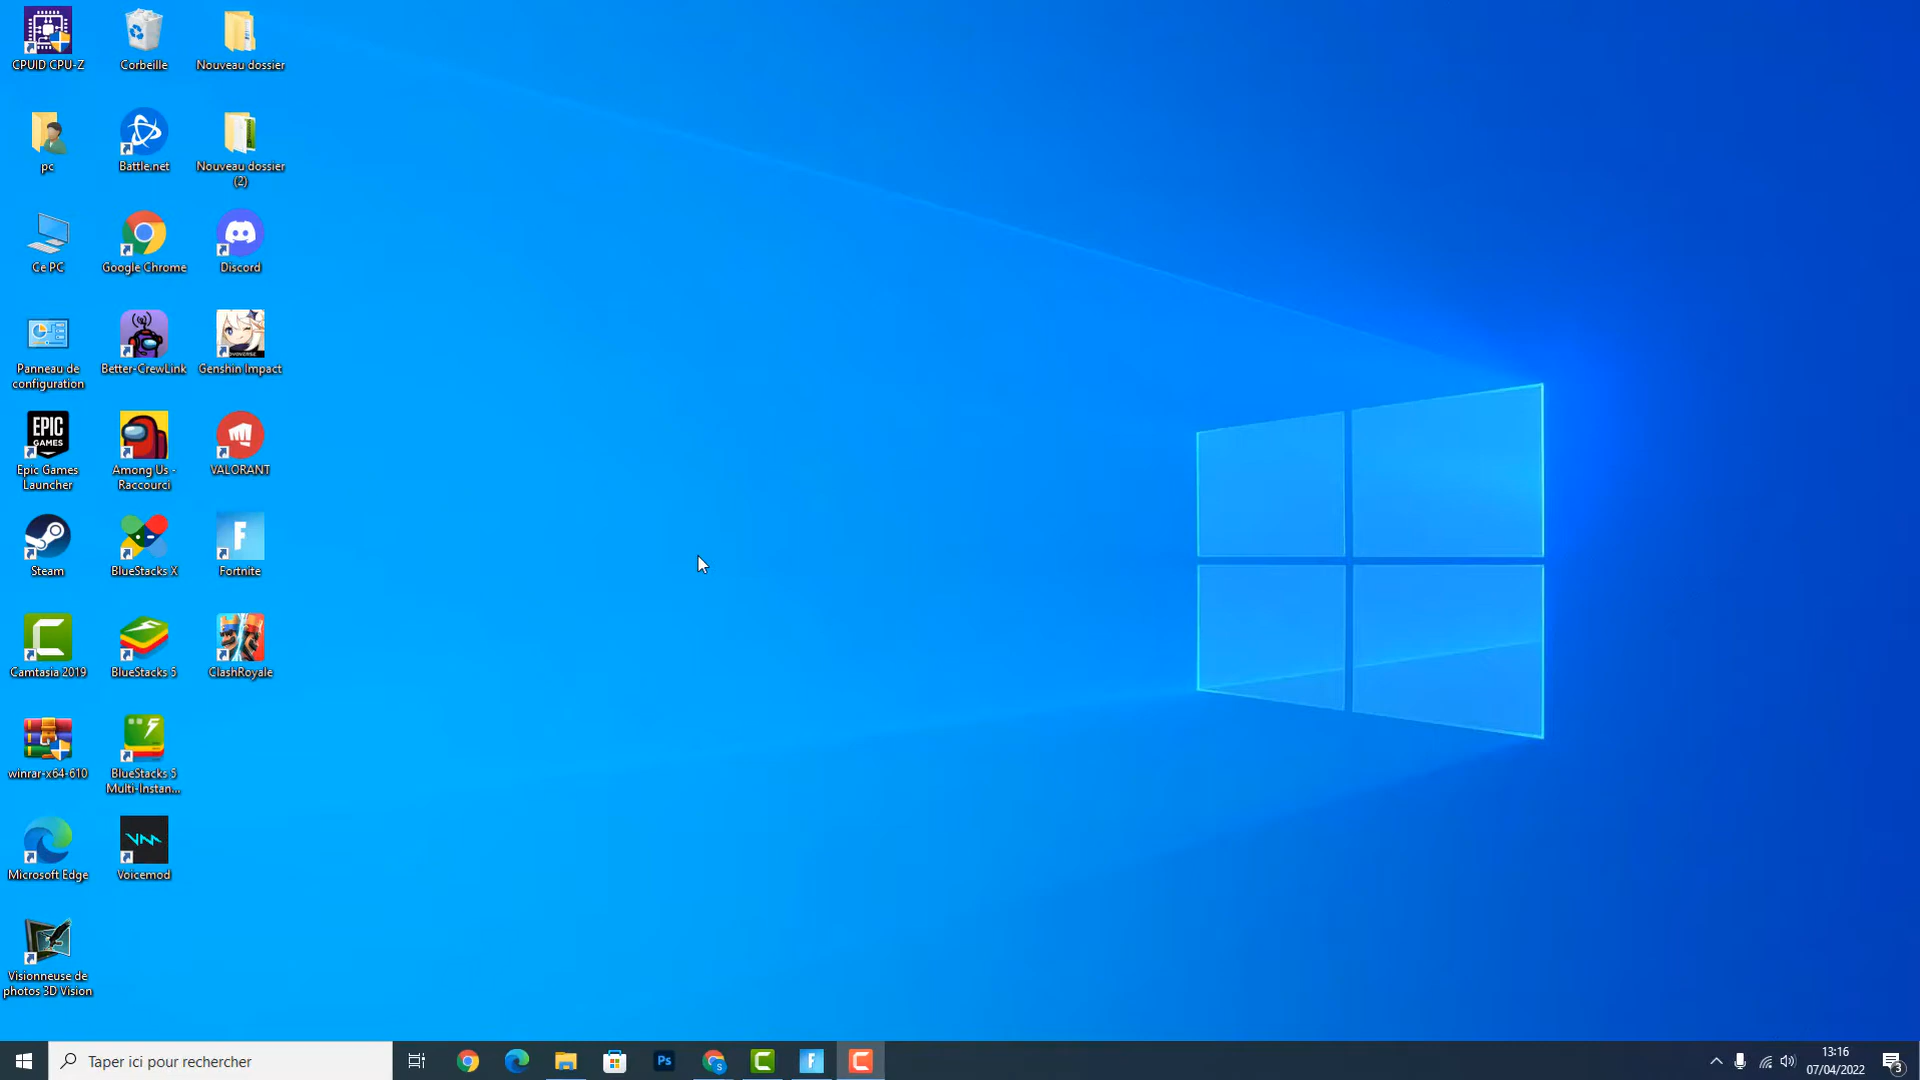 CPUID CPU-Z
Corbeille
Nouveau dossier
pc
Battle.net
Nouveau dossier
(2)
Ce PC
Google Chrome
Discord
Panneau de
configuration
Better-CrewLink
Genshin Impact
EPIC
GAMES
Epic Games
Launcher
Among Us -
Raccourci
VALORANT
Steam
BlueStacks X
F
Fortnite
Camtasia 2019
BlueStacks 5
ClashRoyale
winrar-x64-610
BlueStacks 5
Multi-Instan...
Microsoft Edge
Voicemod
Visionneuse de
photos 3D Vision
Taper ici pour rechercher
Ps
S
F
13:16
07/04/2022
3